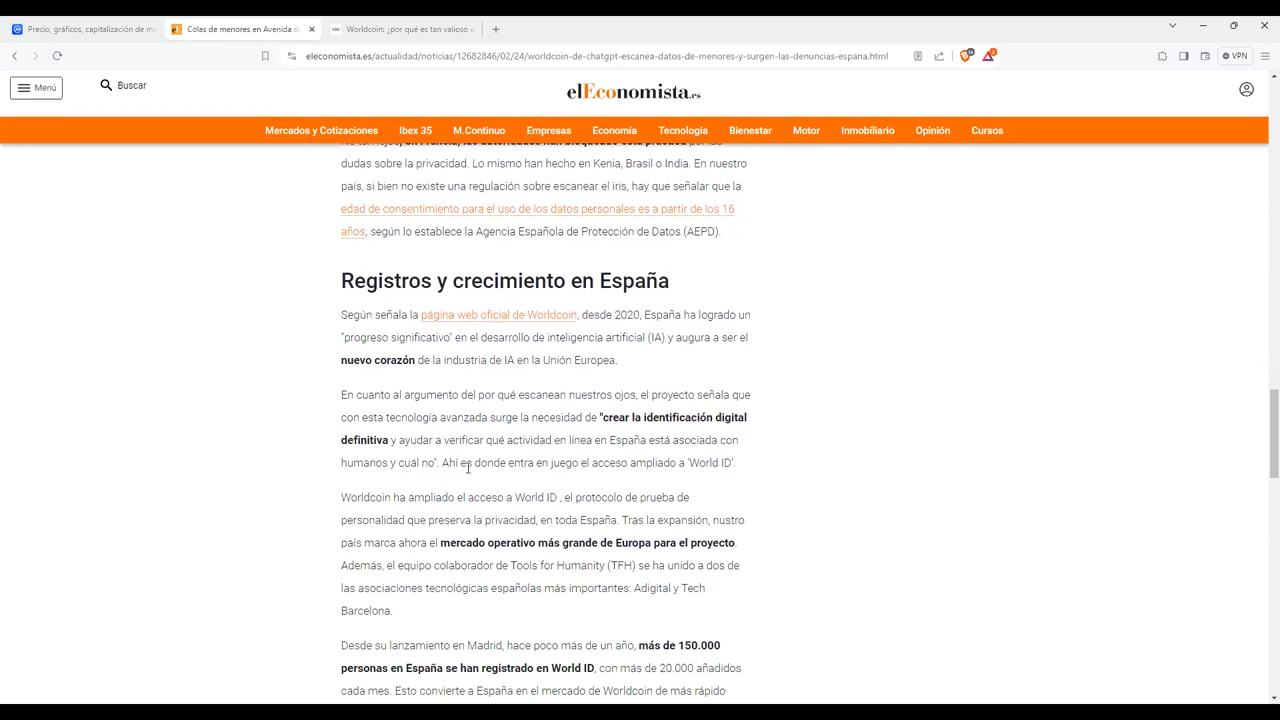 Precio, gráficos, capitalización de m
Colas de menores en Avenida d
Worldcoin: ¿por qué es tan valioso e
eleconomista.es/actualidad/noticias/12682846/02/24/worldcoin-de-chatgpt-escanea-datos-de-menores-y-surgen-las-denuncias-espana.html
VPN
Menú
Buscar
elEconomista.es
Mercados y Cotizaciones Ibex 35 M.Continuo Empresas Economía Tecnología Bienestar Motor Inmobiliario Opinión Cursos
dudas sobre la privacidad. Lo mismo han hecho en Kenia, Brasil o India. En nuestro
país, si bien no existe una regulación sobre escanear el iris, hay que señalar que la
edad de consentimiento para el uso de los datos personales es a partir de los 16
años, según lo establece la Agencia Española de Protección de Datos (AEPD).
Registros y crecimiento en España
Según señala la página web oficial de Worldcoin, desde 2020, España ha logrado un
"progreso significativo" en el desarrollo de inteligencia artificial (IA) y augura a ser el
nuevo corazón de la industria de IA en la Unión Europea.
En cuanto al argumento del por qué escanean nuestros ojos, el proyecto señala que
con esta tecnología avanzada surge la necesidad de "crear la identificación digital
definitiva y ayudar a verificar qué actividad en línea en España está asociada con
humanos y cuál no". Ahí es donde entra en juego el acceso ampliado a 'World ID'.
Worldcoin ha ampliado el acceso a World ID , el protocolo de prueba de
personalidad que preserva la privacidad, en toda España. Tras la expansión, nustro
país marca ahora el mercado operativo más grande de Europa para el proyecto.
Además, el equipo colaborador de Tools for Humanity (TFH) se ha unido a dos de
las asociaciones tecnológicas españolas más importantes: Adigital y Tech
Barcelona.
Desde su lanzamiento en Madrid, hace poco más de un año, más de 150.000
personas en España se han registrado en World ID, con más de 20.000 añadidos
cada mes. Esto convierte a España en el mercado de Worldcoin de más rápido